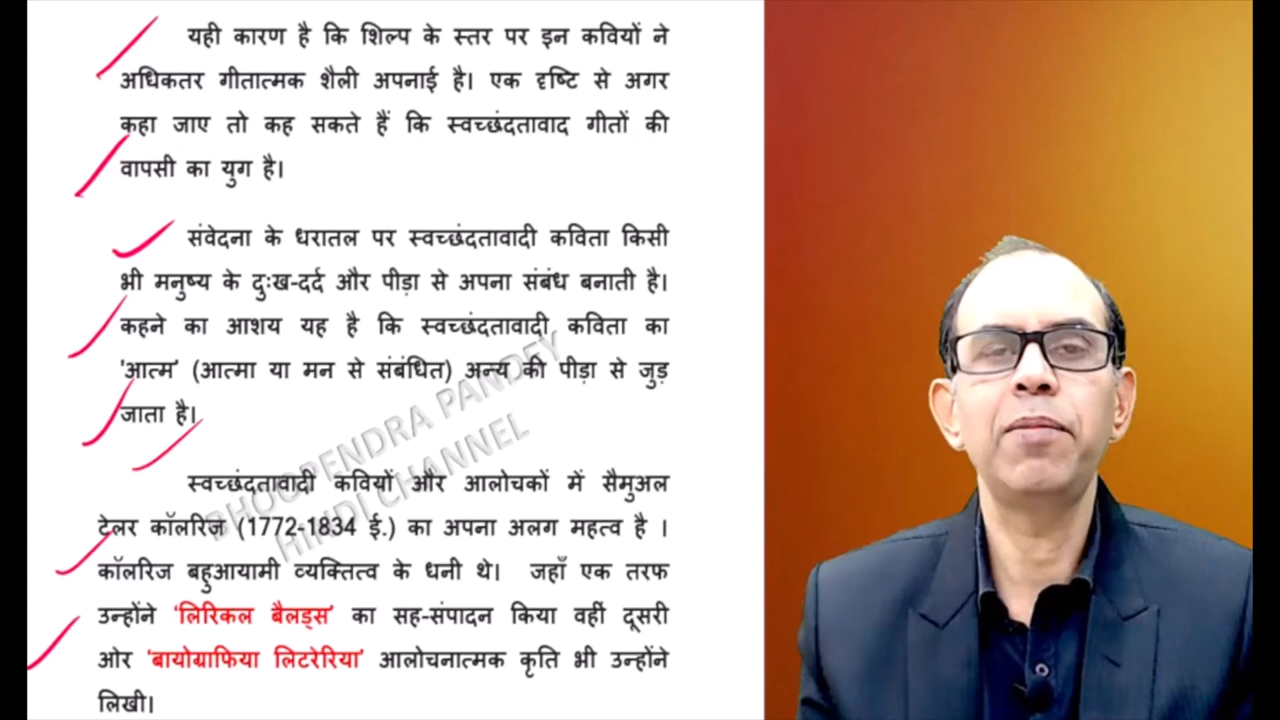 यही कारण है कि शिल्प के स्तर पर इन कवियों ने
अधिकतर गीतात्मक शैली अपनाई है। एक दृष्टि से अगर
कहा जाए तो कह सकते हैं कि स्वच्छंदतावाद गीतों की
वापसी का युग है।
संवेदना के धरातल पर स्वच्छंदतावादी कविता किसी
भी मनुष्य के दुःख-दर्द और पीड़ा से अपना संबंध बनाती है।
कहने का आशय यह है कि स्वच्छंदतावादी कविता का
'आत्म' (आत्मा या मन से संबंधित) अन्य की पीड़ा से जुड़
जाता है।
स्वच्छंदतावादी कवियों और आलोचकों में सैमुअल
टेलर कॉलरिज़ (1772-1834 ई.) का अपना अलग महत्व है ।
कॉलरिज बहुआयामी व्यक्तित्व के धनी थे। जहाँ एक तरफ
उन्होंने ‘लिरिकल बैलड्स’ का सह-संपादन किया वहीं दूसरी
ओर ‘बायोग्राफिया लिटरेरिया’ आलोचनात्मक कृति भी उन्होंने
लिखी।
BHOOPENDRA PANDEY
HINDI CHANNEL